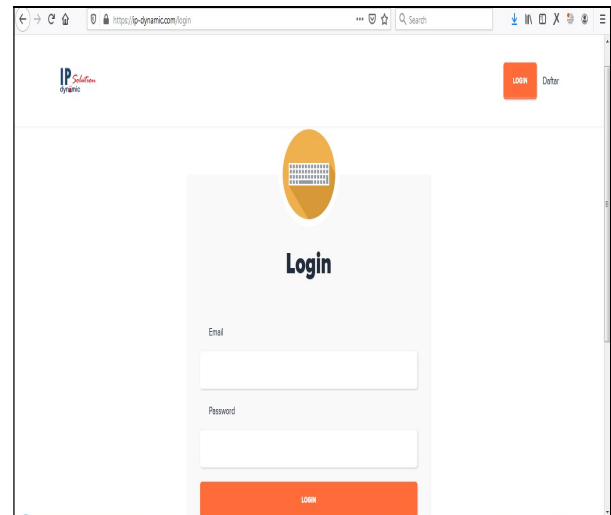 https://ip-dynamic.com/login
Search
IP Solution
dynamic
LOGIN
Daftar
Login
Email
Password
LOGIN